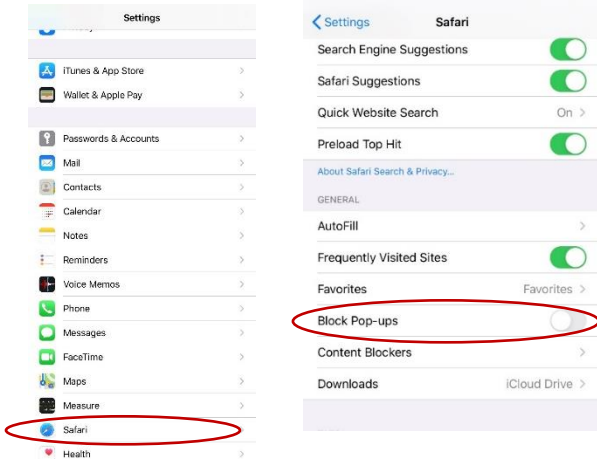 Settings
iTunes & App Store
Wallet & Apple Pay
Passwords & Accounts
Mail
Contacts
Calendar
Notes
Reminders
Voice Memos
Phone
Messages
FaceTime
Maps
Measure
Safari
Health
Settings Safari
Search Engine Suggestions
Safari Suggestions
Quick Website Search On
Preload Top Hit
About Safari Search & Privacy...
GENERAL
AutoFill
Frequently Visited Sites
Favorites Favorites
Block Pop-ups
Content Blockers
Downloads iCloud Drive